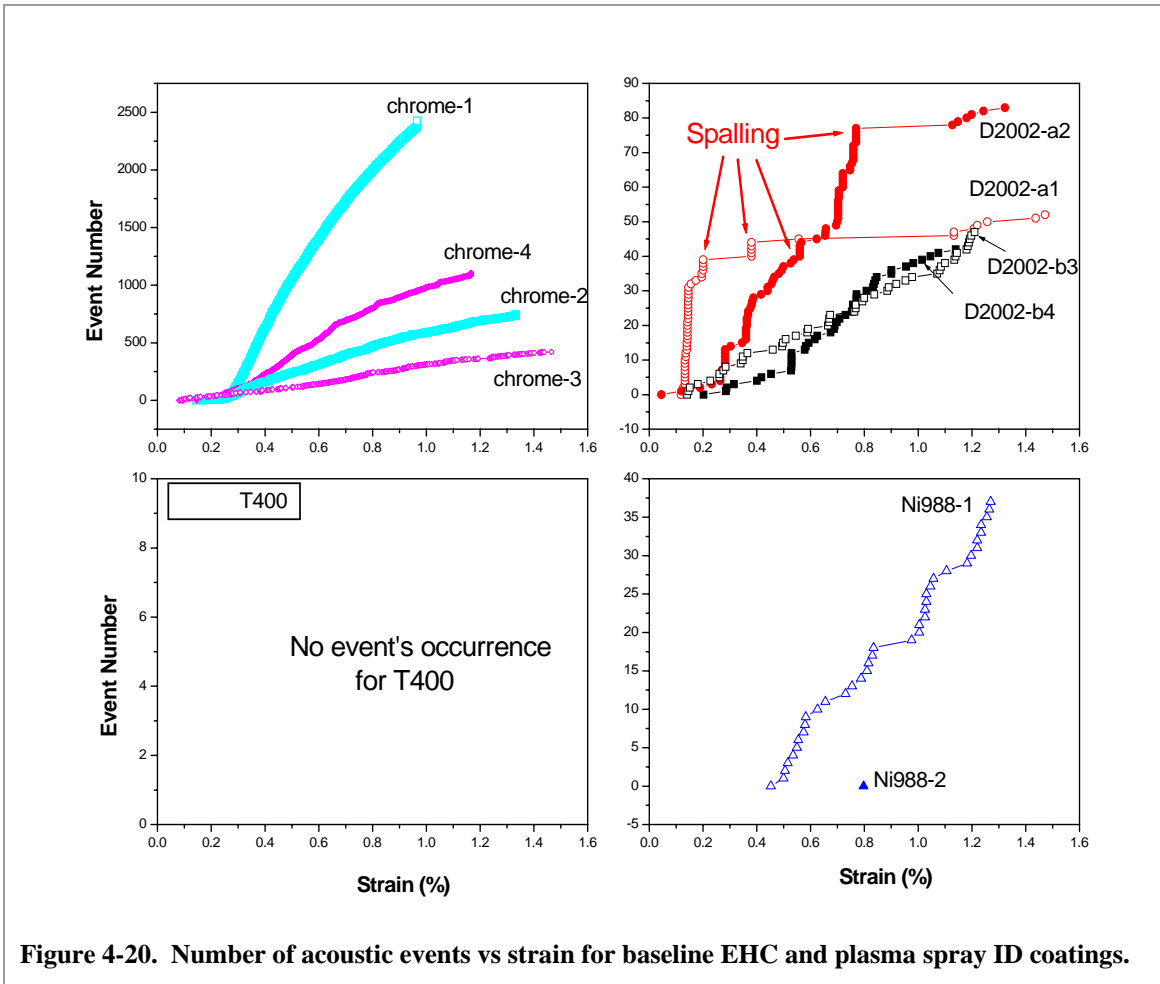 2500
2000
1500
1000
500
0
Event Number
chrome-1
chrome-4
chrome-2
chrome-3
0.0 0.2 0.4 0.6 0.8 1.0 1.2 1.4 1.6
90
80
70
60
50
40
30
20
10
0
-10
Spalling
D2002-a2
D2002-a1
D2002-b3
D2002-b4
0.0 0.2 0.4 0.6 0.8 1.0 1.2 1.4 1.6
10
8
6
4
2
0
Event Number
T400
No event's occurrence
for T400
0.0 0.2 0.4 0.6 0.8 1.0 1.2 1.4 1.6
Strain (%)
40
35
30
25
20
15
10
5
0
-5
Ni988-1
Ni988-2
0.0 0.2 0.4 0.6 0.8 1.0 1.2 1.4 1.6
Strain (%)
Figure 4-20. Number of acoustic events vs strain for baseline EHC and plasma spray ID coatings.